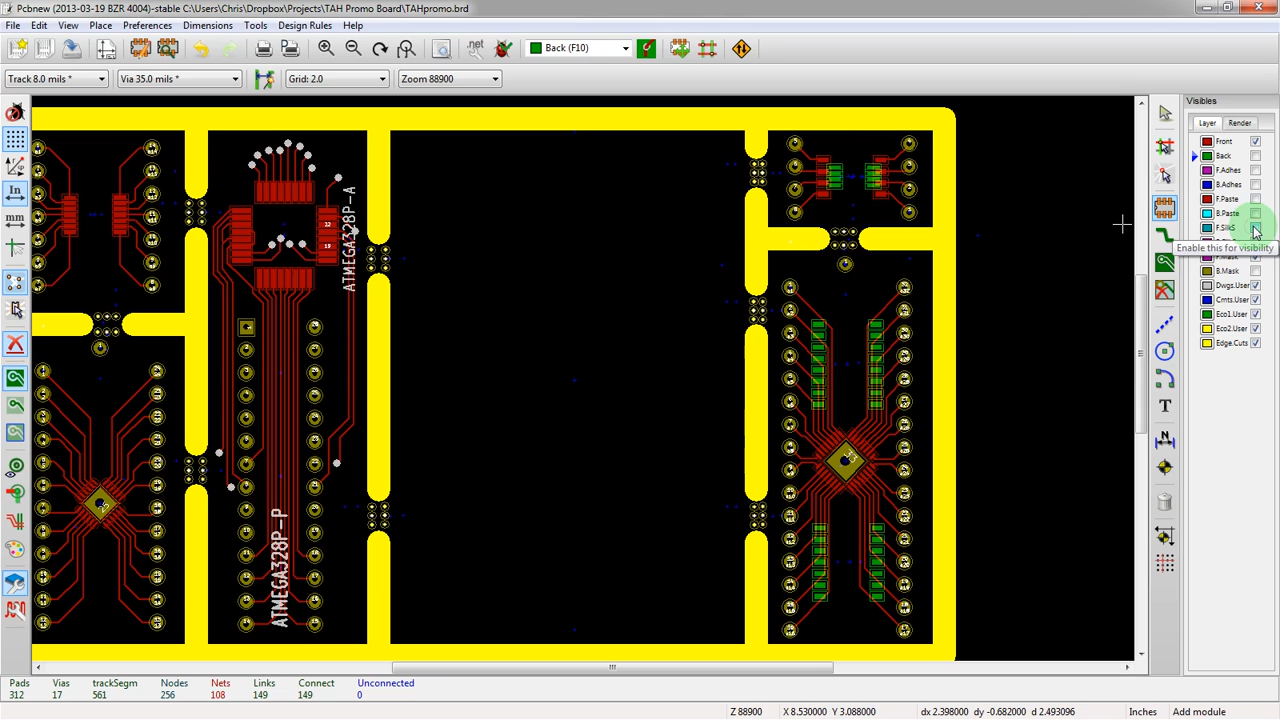 Pcbnew (2013-03-19 BZR 4004)-stable C:\Users\Chris\Dropbox\Projects\TAH Promo Board\TAHpromo.brd
File Edit View Place Preferences Dimensions Tools Design Rules Help
.net Back (F10)
Track 8.0 mils * Via 35.0 mils * Grid: 2.0 Zoom 88900
Visibles
Layer Render
Front
Back
F.Adhes
B.Adhes
F.Paste
B.Paste
F.SilkS
Enable this for visibility
B.Mask
Dwgs.User
Cmts.User
Eco1.User
Eco2.User
Edge.Cuts
In
mm
ATMEGA328P-A
22
19
ATMEGA328P-P
Pads Vias trackSegm Nodes Nets Links Connect Unconnected
312 17 561 256 108 149 149 0
Z 88900 X 8.530000 Y 3.088000 dx 2.398000 dy -0.682000 d 2.493096 Inches Add module